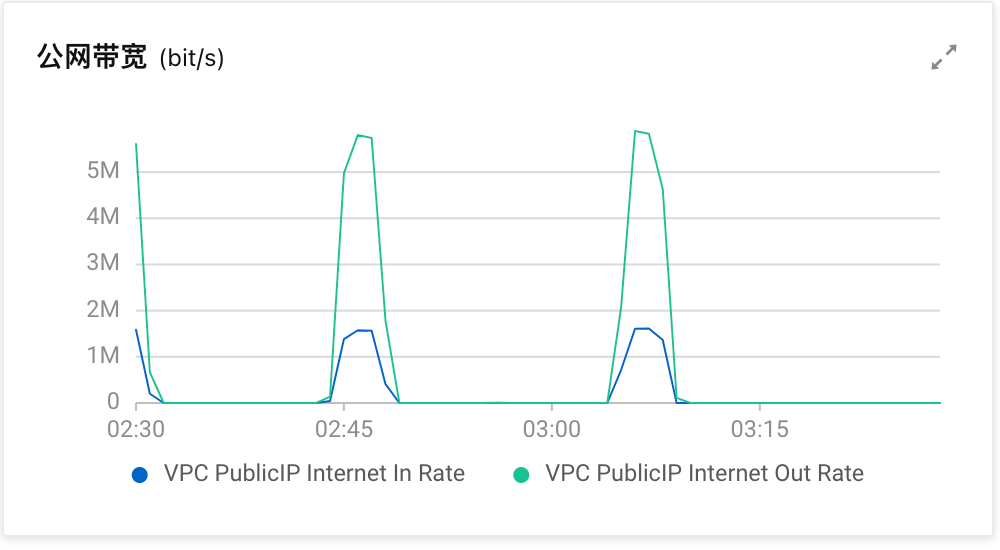 公网带宽 (bit/s)
5M
4M
3M
2M
1M
0
02:30 02:45 03:00 03:15
VPC PublicIP Internet In Rate VPC PublicIP Internet Out Rate